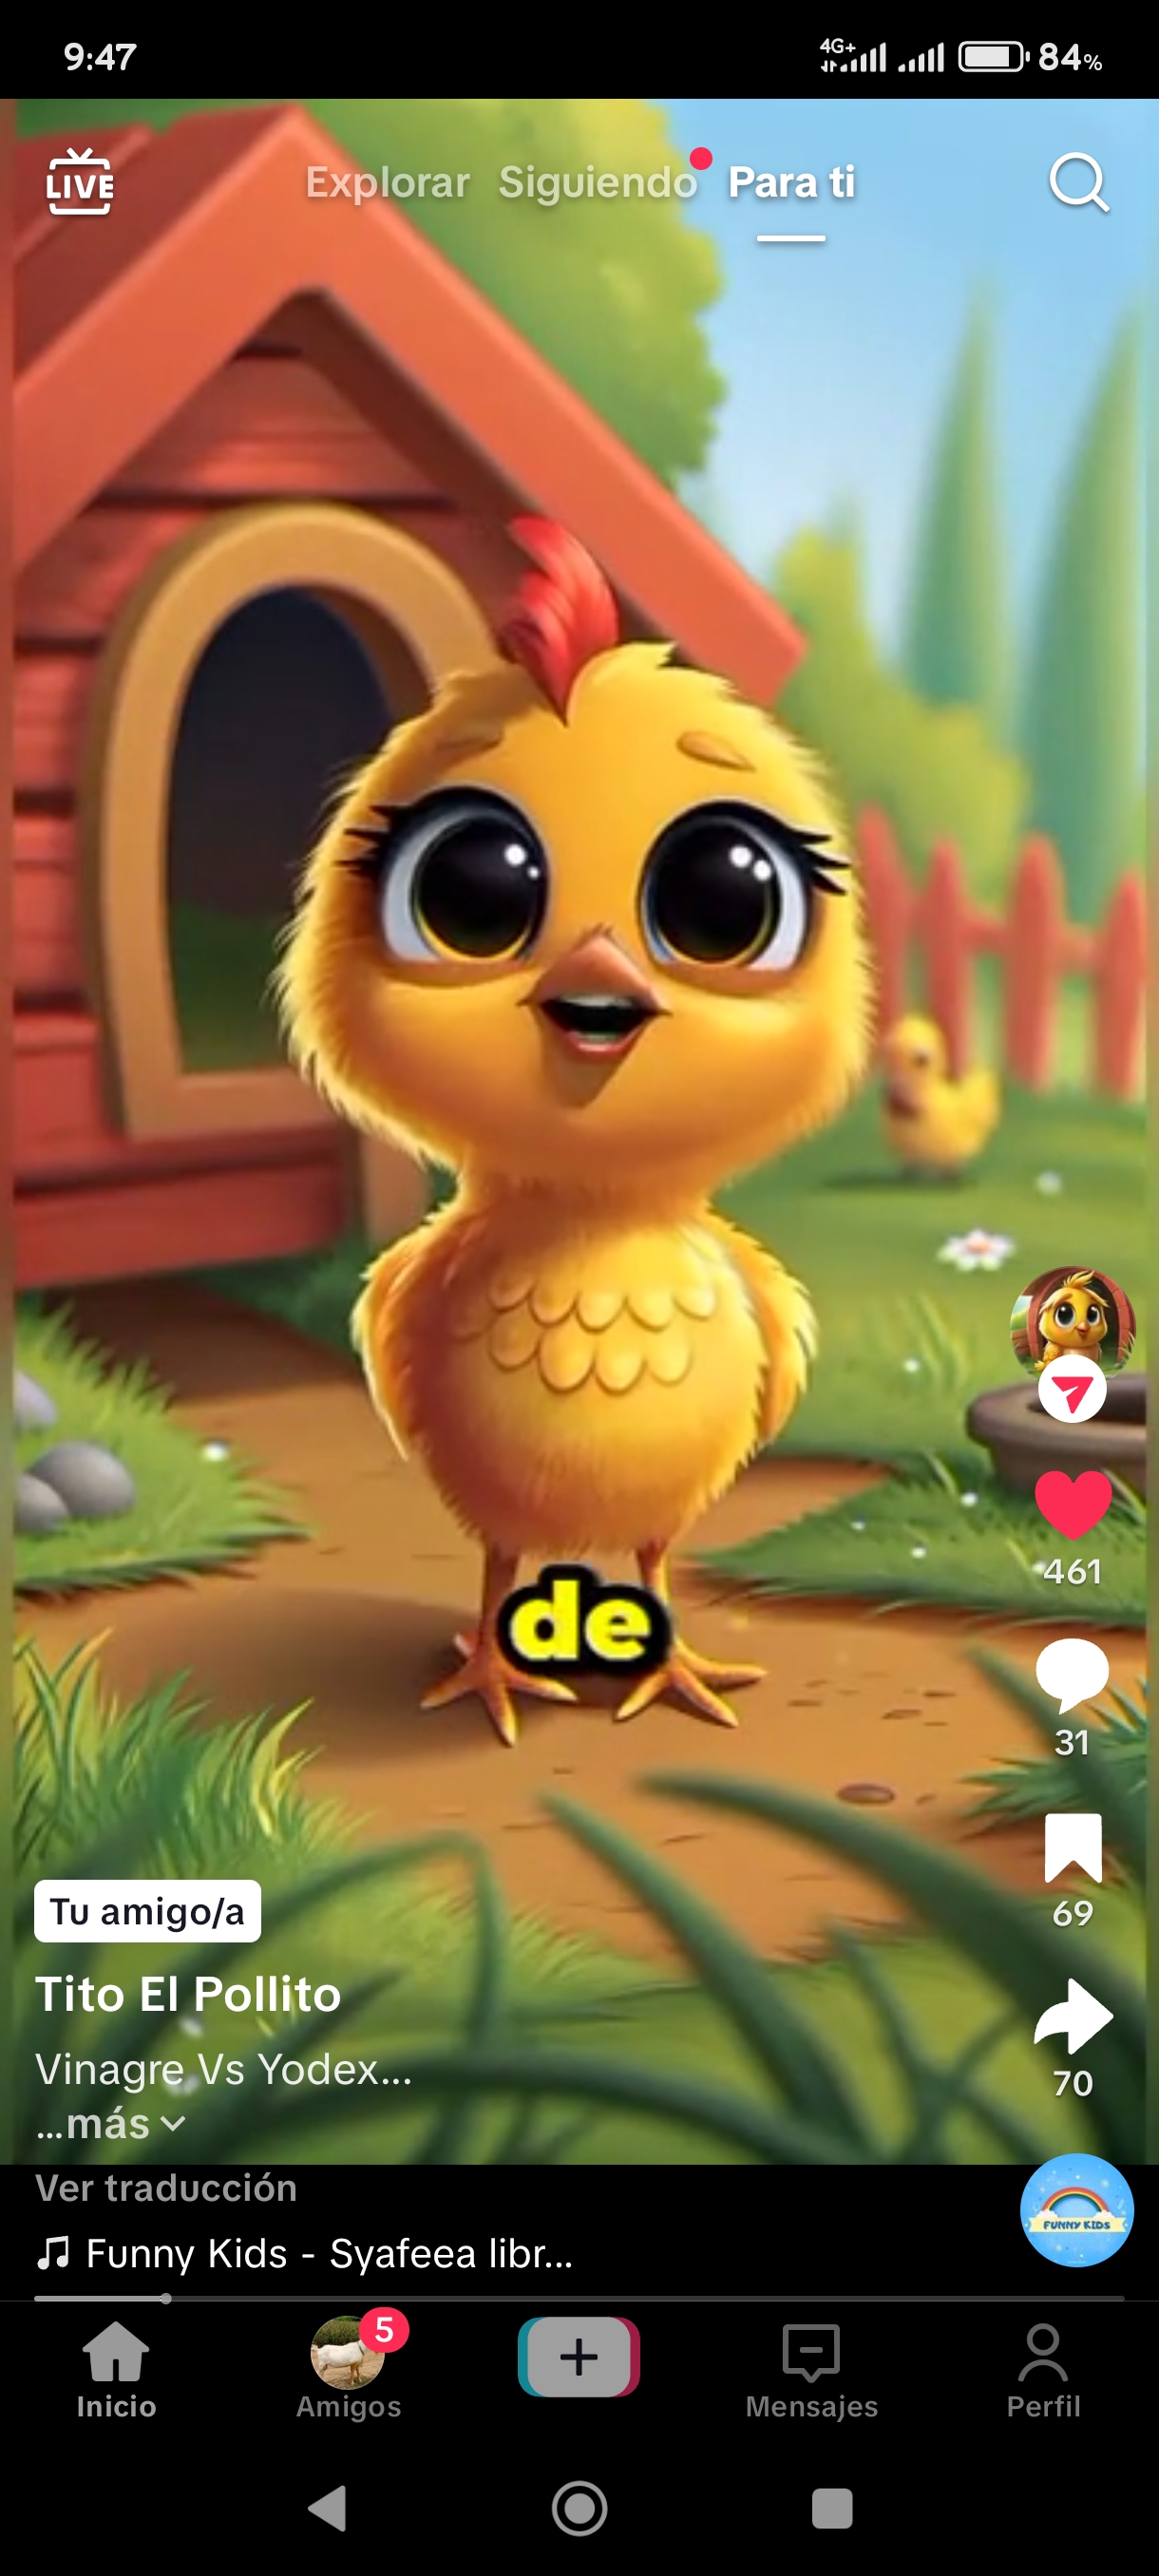 9:47
4G+
84%
LIVE
Explorar Siguiendo Para ti
461
de
31
69
Tu amigo/a
Tito El Pollito
Vinagre Vs Yodex...
...más
70
Ver traducción
FUNNY KIDS
Funny Kids - Syafeea libr...
5
Inicio Amigos Mensajes Perfil